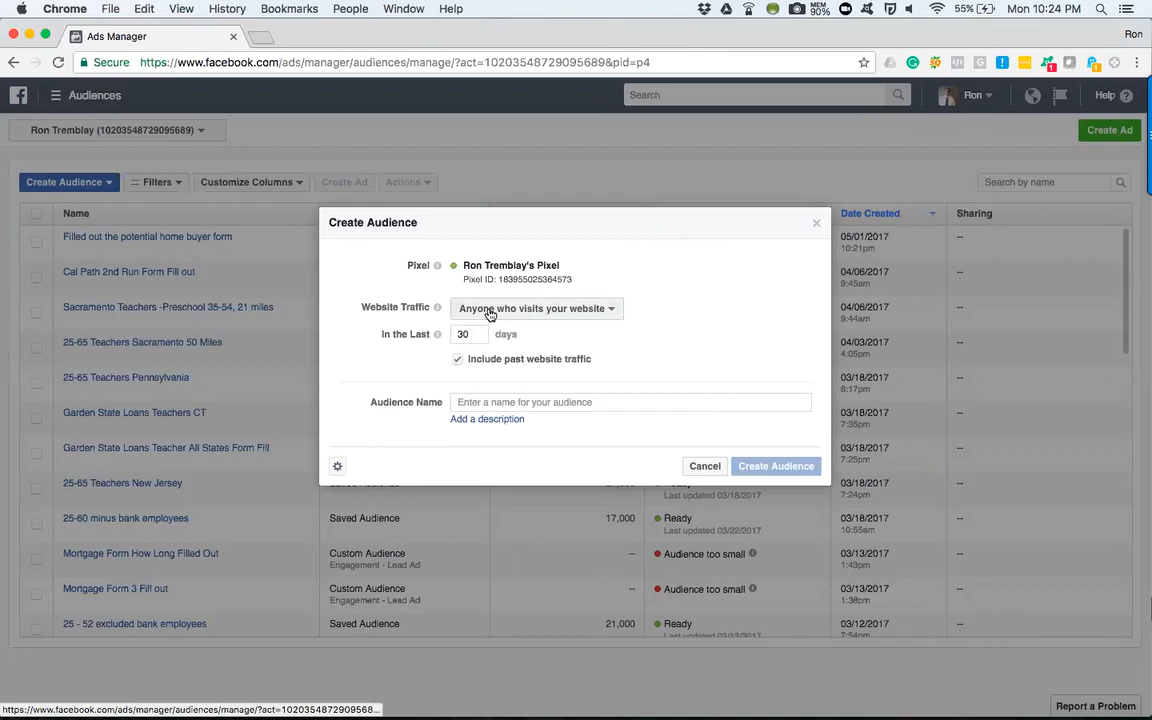 Chrome File Edit View History Bookmarks People Window Help
MEM 90% 55% Mon 10:24 PM
Ads Manager
Ron
Secure https://www.facebook.com/ads/manager/audiences/manage/?act=10203548729095689&pid=p4
Audiences
Search
Ron
Help
Ron Tremblay (10203548729095689)
Create Ad
Create Audience
Filters
Customize Columns
Create Ad
Actions
Search by name
Name
Date Created
Sharing
Filled out the potential home buyer form
05/01/2017
10:21pm
--
Cal Path 2nd Run Form Fill out
04/06/2017
9:45am
--
Sacramento Teachers -Preschool 35-54, 21 miles
04/06/2017
9:44am
--
25-65 Teachers Sacramento 50 Miles
04/03/2017
4:05pm
--
25-65 Teachers Pennsylvania
03/18/2017
8:17pm
--
Garden State Loans Teachers CT
03/18/2017
7:35pm
--
Garden State Loans Teacher All States Form Fill
03/18/2017
7:25pm
--
25-65 Teachers New Jersey
Last updated 03/18/2017
03/18/2017
7:24pm
--
25-60 minus bank employees
Saved Audience
17,000
Ready
Last updated 03/22/2017
03/18/2017
10:55am
--
Mortgage Form How Long Filled Out
Custom Audience
Engagement - Lead Ad
--
Audience too small
03/13/2017
1:43pm
--
Mortgage Form 3 Fill out
Custom Audience
Engagement - Lead Ad
--
Audience too small
03/13/2017
1:38pm
--
25 - 52 excluded bank employees
Saved Audience
21,000
Ready
Last updated 03/13/2017
03/12/2017
7:54pm
--
Create Audience
Pixel
Ron Tremblay's Pixel
Pixel ID: 183955025364573
Website Traffic
Anyone who visits your website
In the Last
30
days
Include past website traffic
Audience Name
Enter a name for your audience
Add a description
Cancel
Create Audience
https://www.facebook.com/ads/manager/audiences/manage/?act=1020354872909568...
Report a Problem